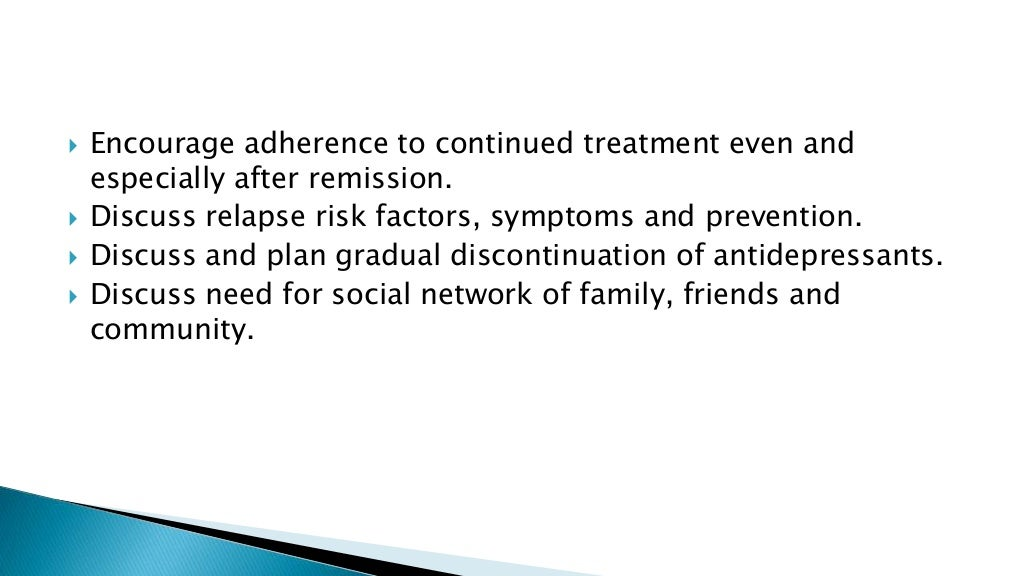 Encourage adherence to continued treatment even and
especially after remission.
Discuss relapse risk factors, symptoms and prevention.
Discuss and plan gradual discontinuation of antidepressants.
Discuss need for social network of family, friends and
community.